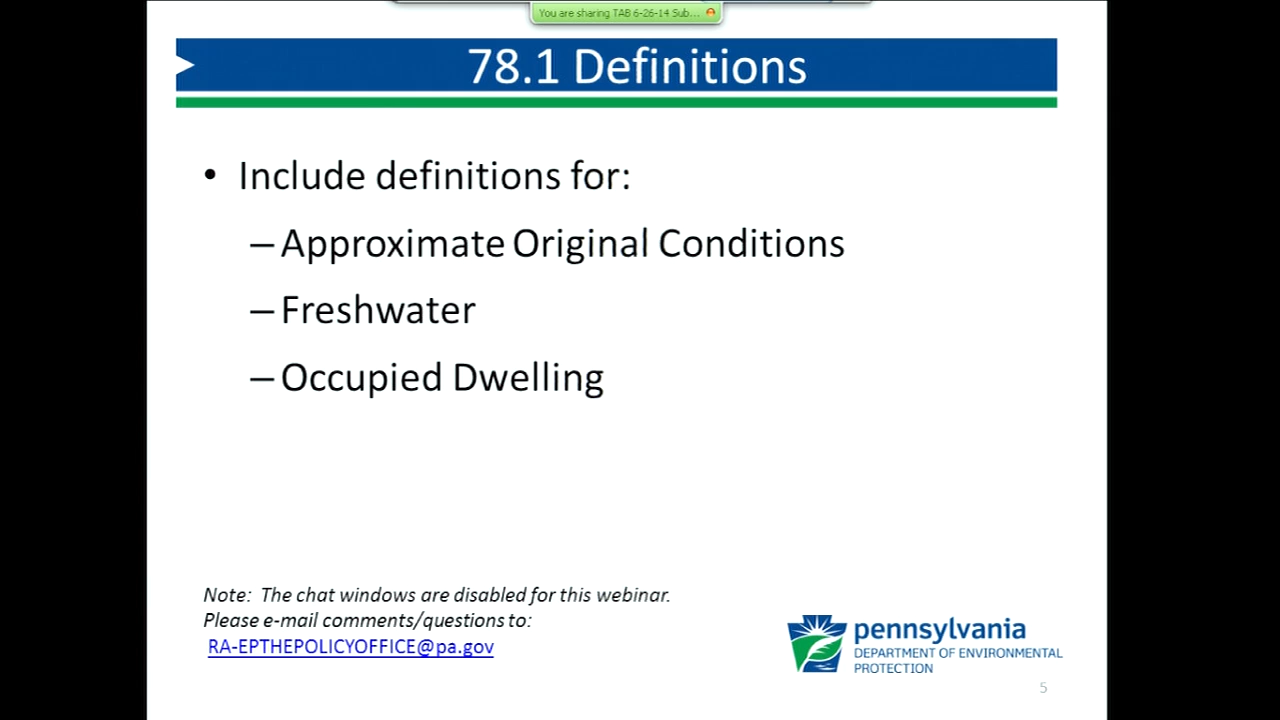 You are sharing TAB 6-26-14 Sub...
78.1 Definitions
• Include definitions for:
– Approximate Original Conditions
– Freshwater
– Occupied Dwelling
Note: The chat windows are disabled for this webinar.
Please e-mail comments/questions to:
RA-EPTHEPOLICYOFFICE@pa.gov
pennsylvania
DEPARTMENT OF ENVIRONMENTAL
PROTECTION
5